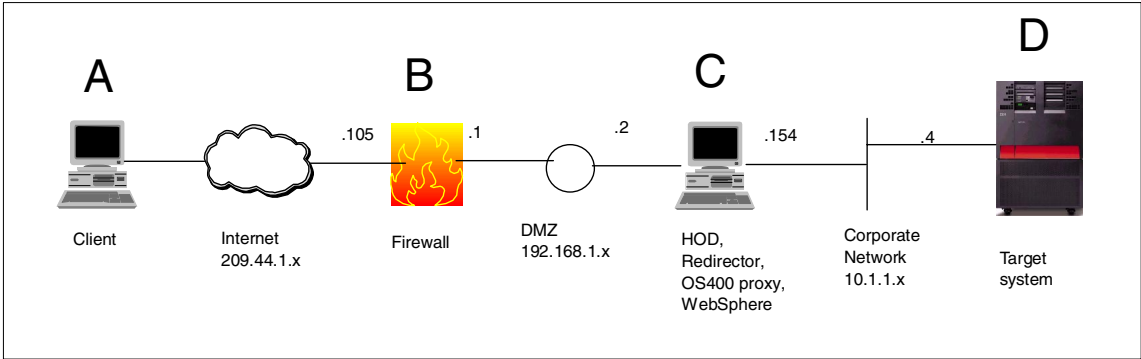 A
B
C
D
.105
.1
.2
.154
.4
Client
Internet
209.44.1.x
Firewall
DMZ
192.168.1.x
HOD,
Redirector,
OS400 proxy,
WebSphere
Corporate
Network
10.1.1.x
Target
system